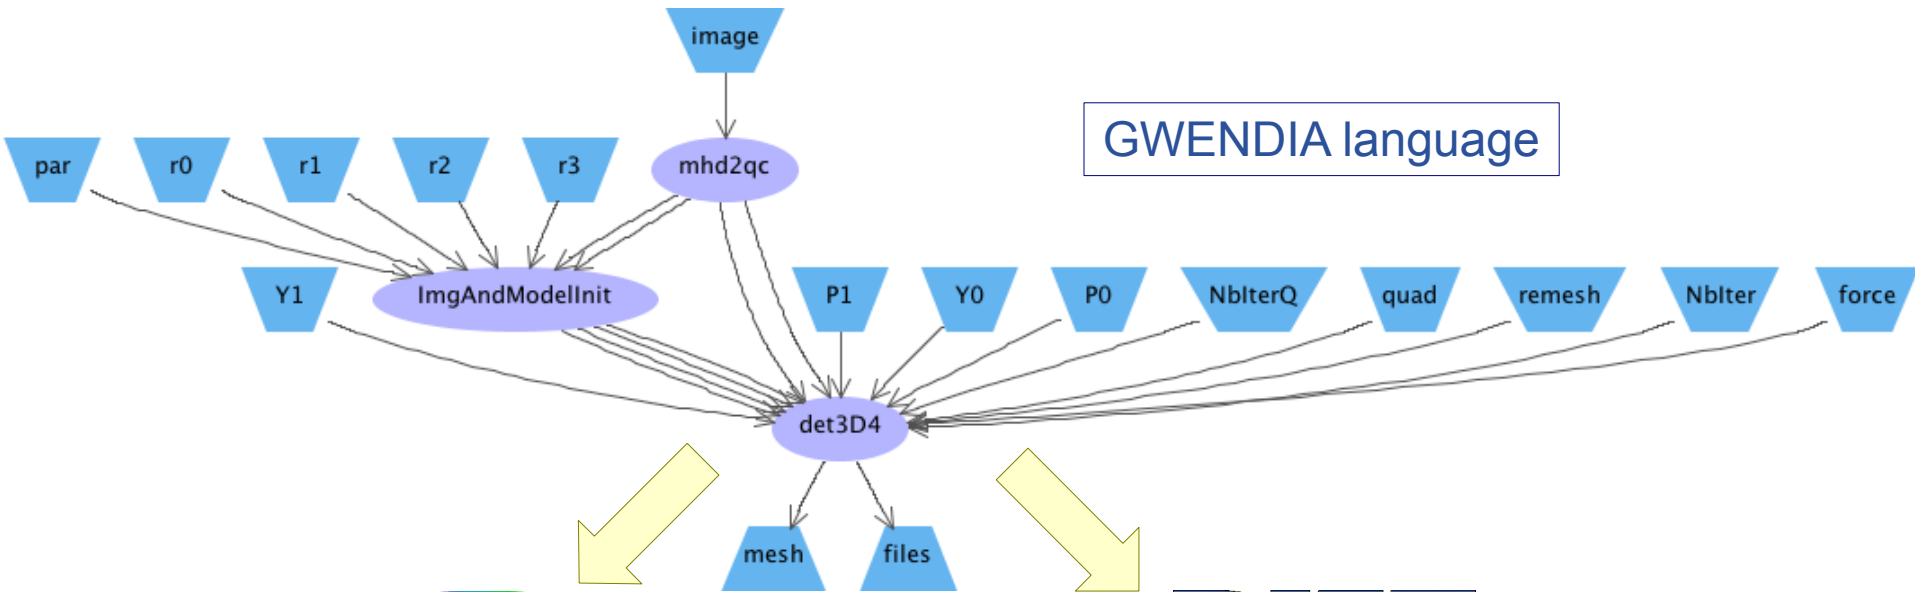 image
GWENDIA language
par
r0
r1
r2
r3
mhd2qc
Y1
ImgAndModelInit
P1
Y0
P0
NbIterQ
quad
remesh
NbIter
force
det3D4
mesh
files